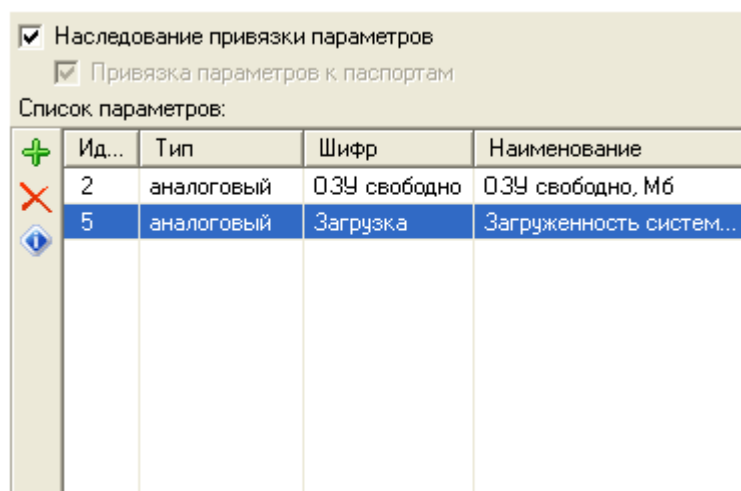 Наследование привязки параметров
Привязка параметров к паспортам
Список параметров:
Ид... Тип Шифр Наименование
2 аналоговый ОЗУ свободно ОЗУ свободно, Мб
5 аналоговый Загрузка Загруженность систем...